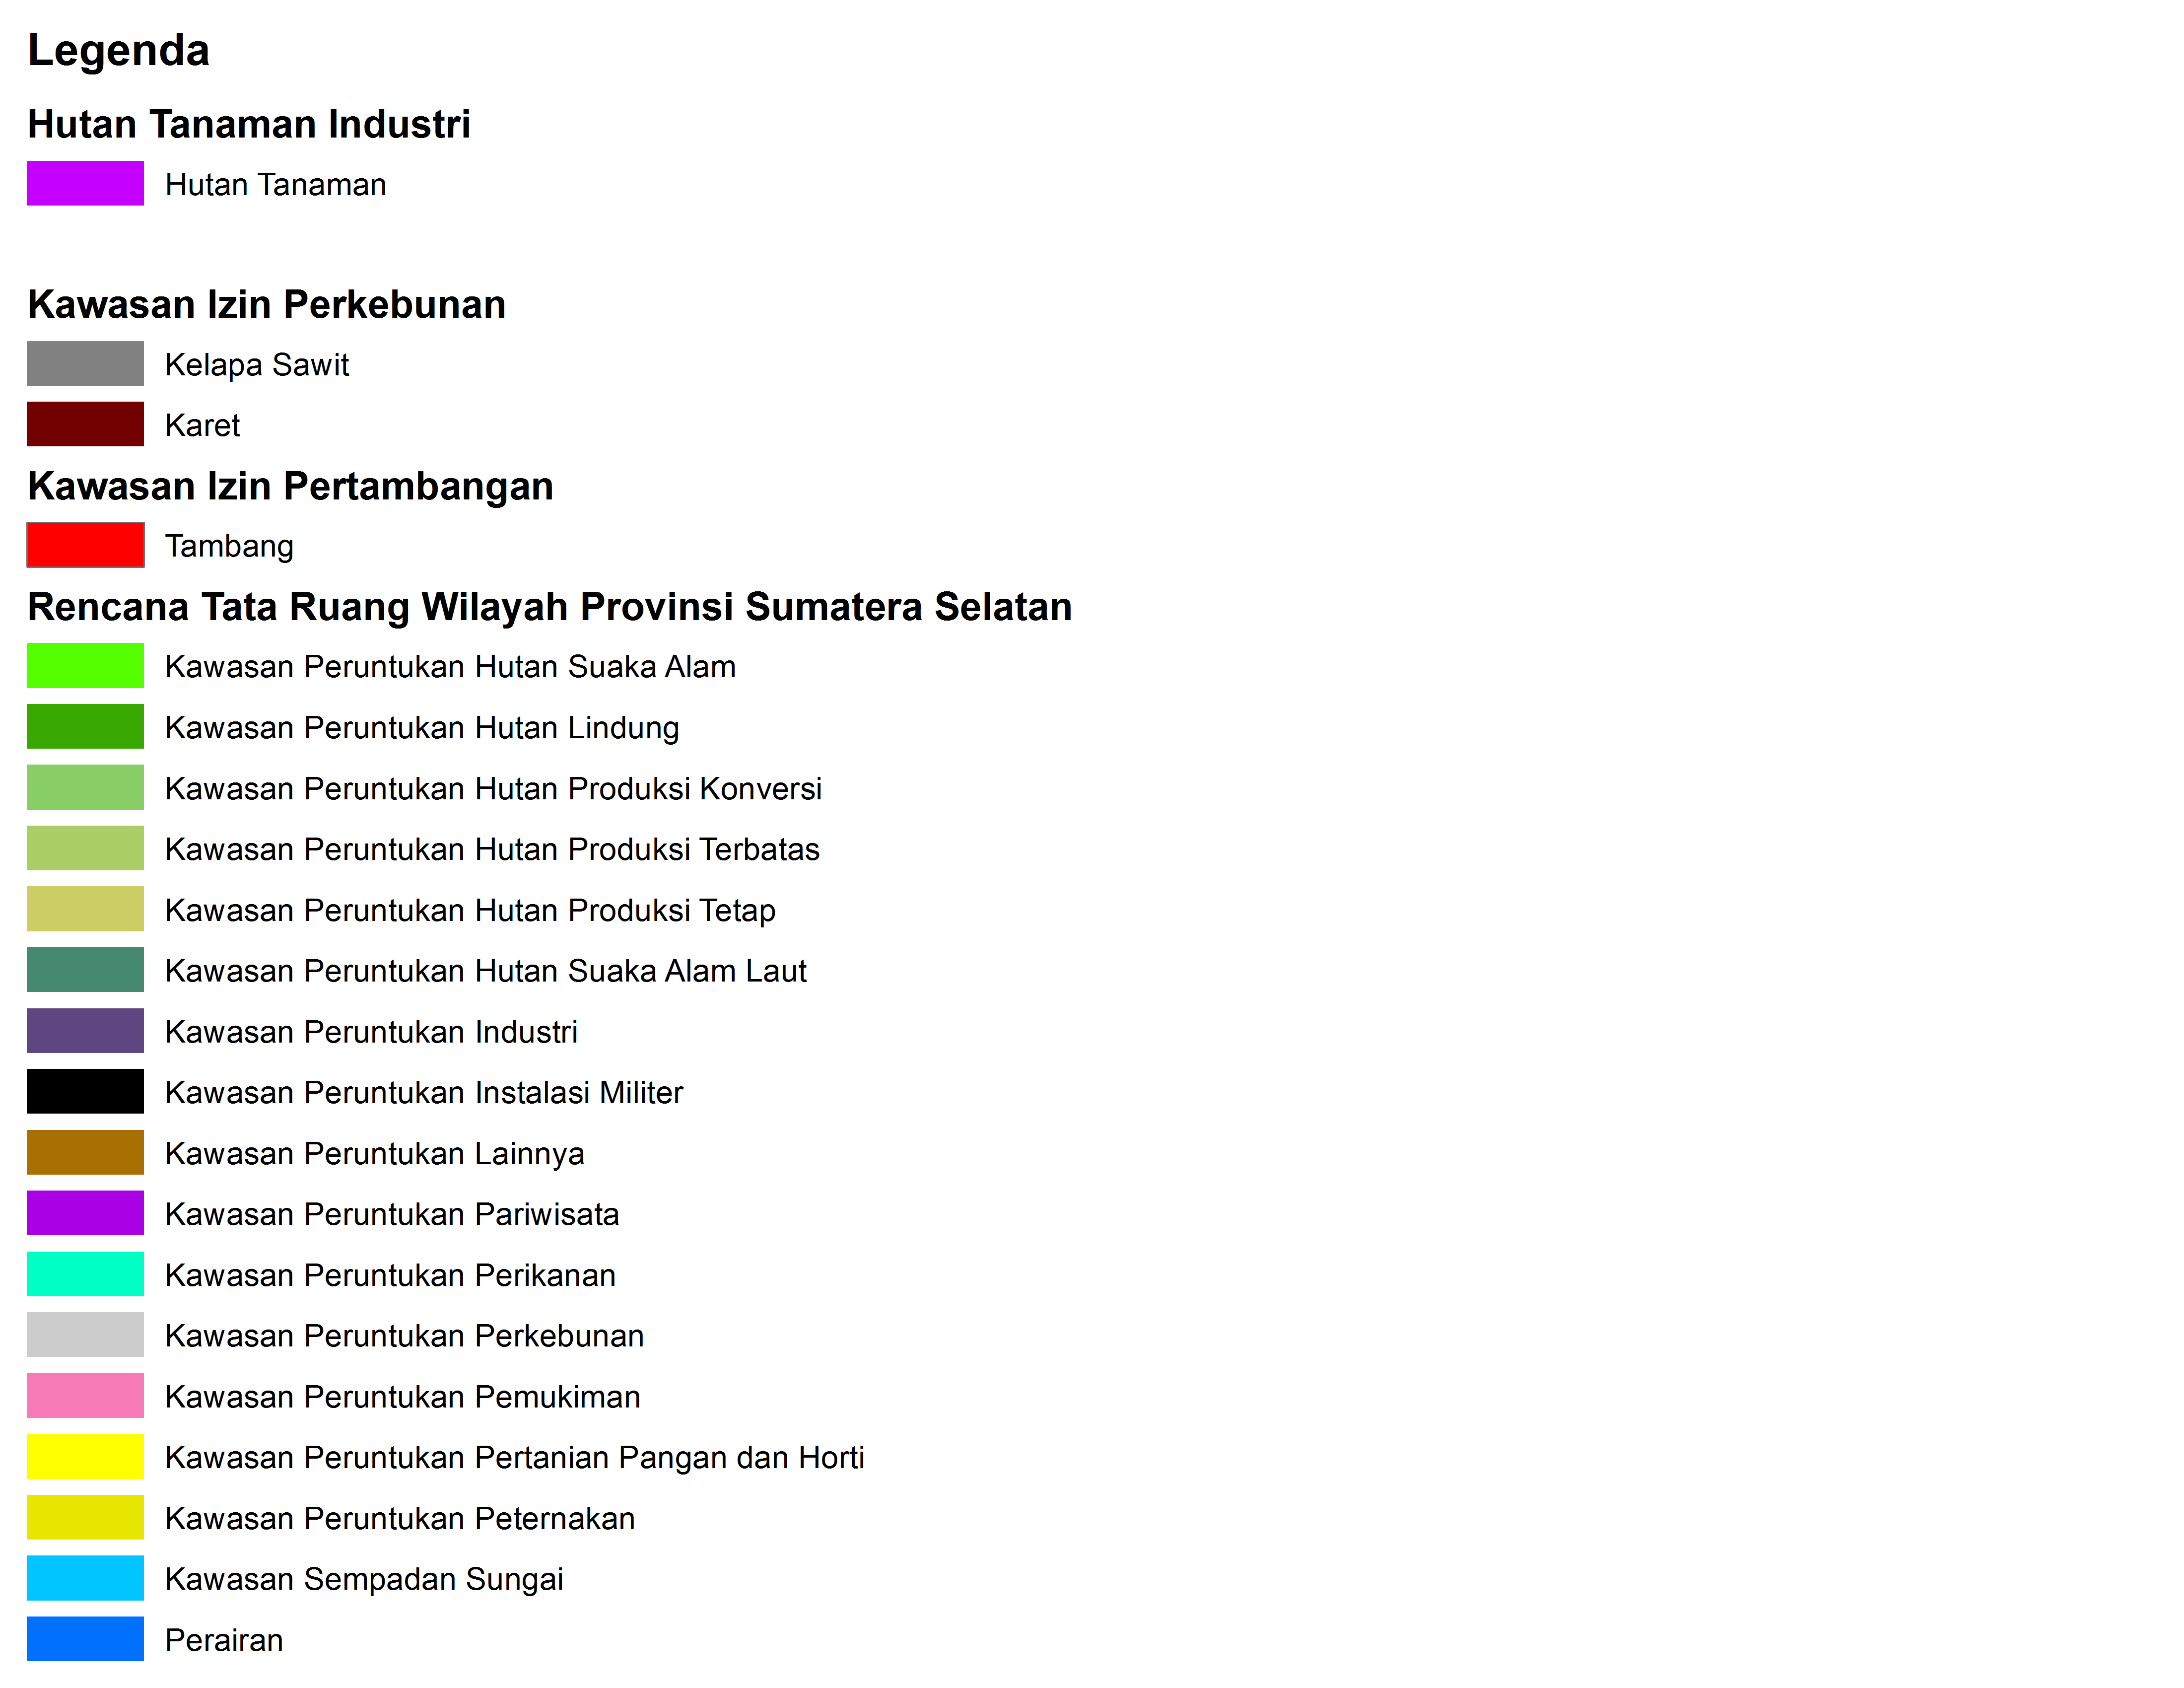 Legenda
Hutan Tanaman Industri
Hutan Tanaman
Kawasan Izin Perkebunan
Kelapa Sawit
Karet
Kawasan Izin Pertambangan
Tambang
Rencana Tata Ruang Wilayah Provinsi Sumatera Selatan
Kawasan Peruntukan Hutan Suaka Alam
Kawasan Peruntukan Hutan Lindung
Kawasan Peruntukan Hutan Produksi Konversi
Kawasan Peruntukan Hutan Produksi Terbatas
Kawasan Peruntukan Hutan Produksi Tetap
Kawasan Peruntukan Hutan Suaka Alam Laut
Kawasan Peruntukan Industri
Kawasan Peruntukan Instalasi Militer
Kawasan Peruntukan Lainnya
Kawasan Peruntukan Pariwisata
Kawasan Peruntukan Perikanan
Kawasan Peruntukan Perkebunan
Kawasan Peruntukan Pemukiman
Kawasan Peruntukan Pertanian Pangan dan Horti
Kawasan Peruntukan Peternakan
Kawasan Sempadan Sungai
Perairan